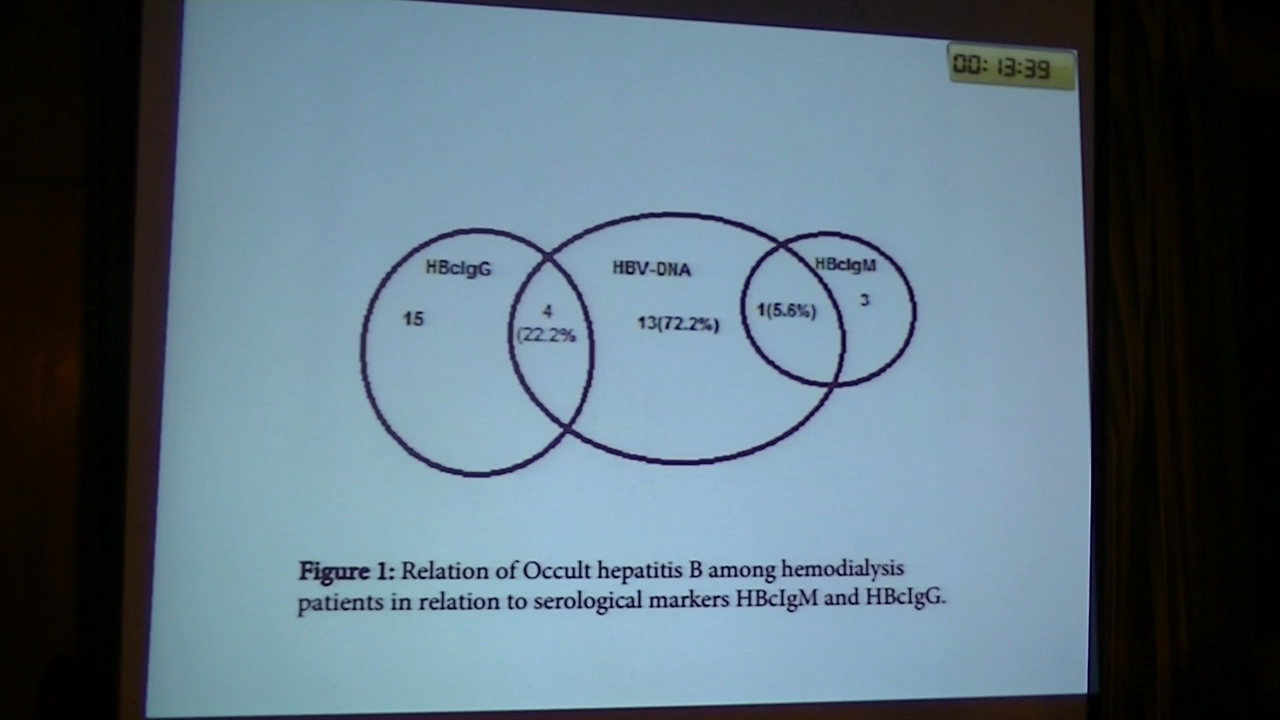 00:13:39
HBcIgG
HBV-DNA
HBcIgM
15
4
(22.2%
13(72.2%)
1(5.6%)
3
Figure 1: Relation of Occult hepatitis B among hemodialysis
patients in relation to serological markers HBcIgM and HBcIgG.